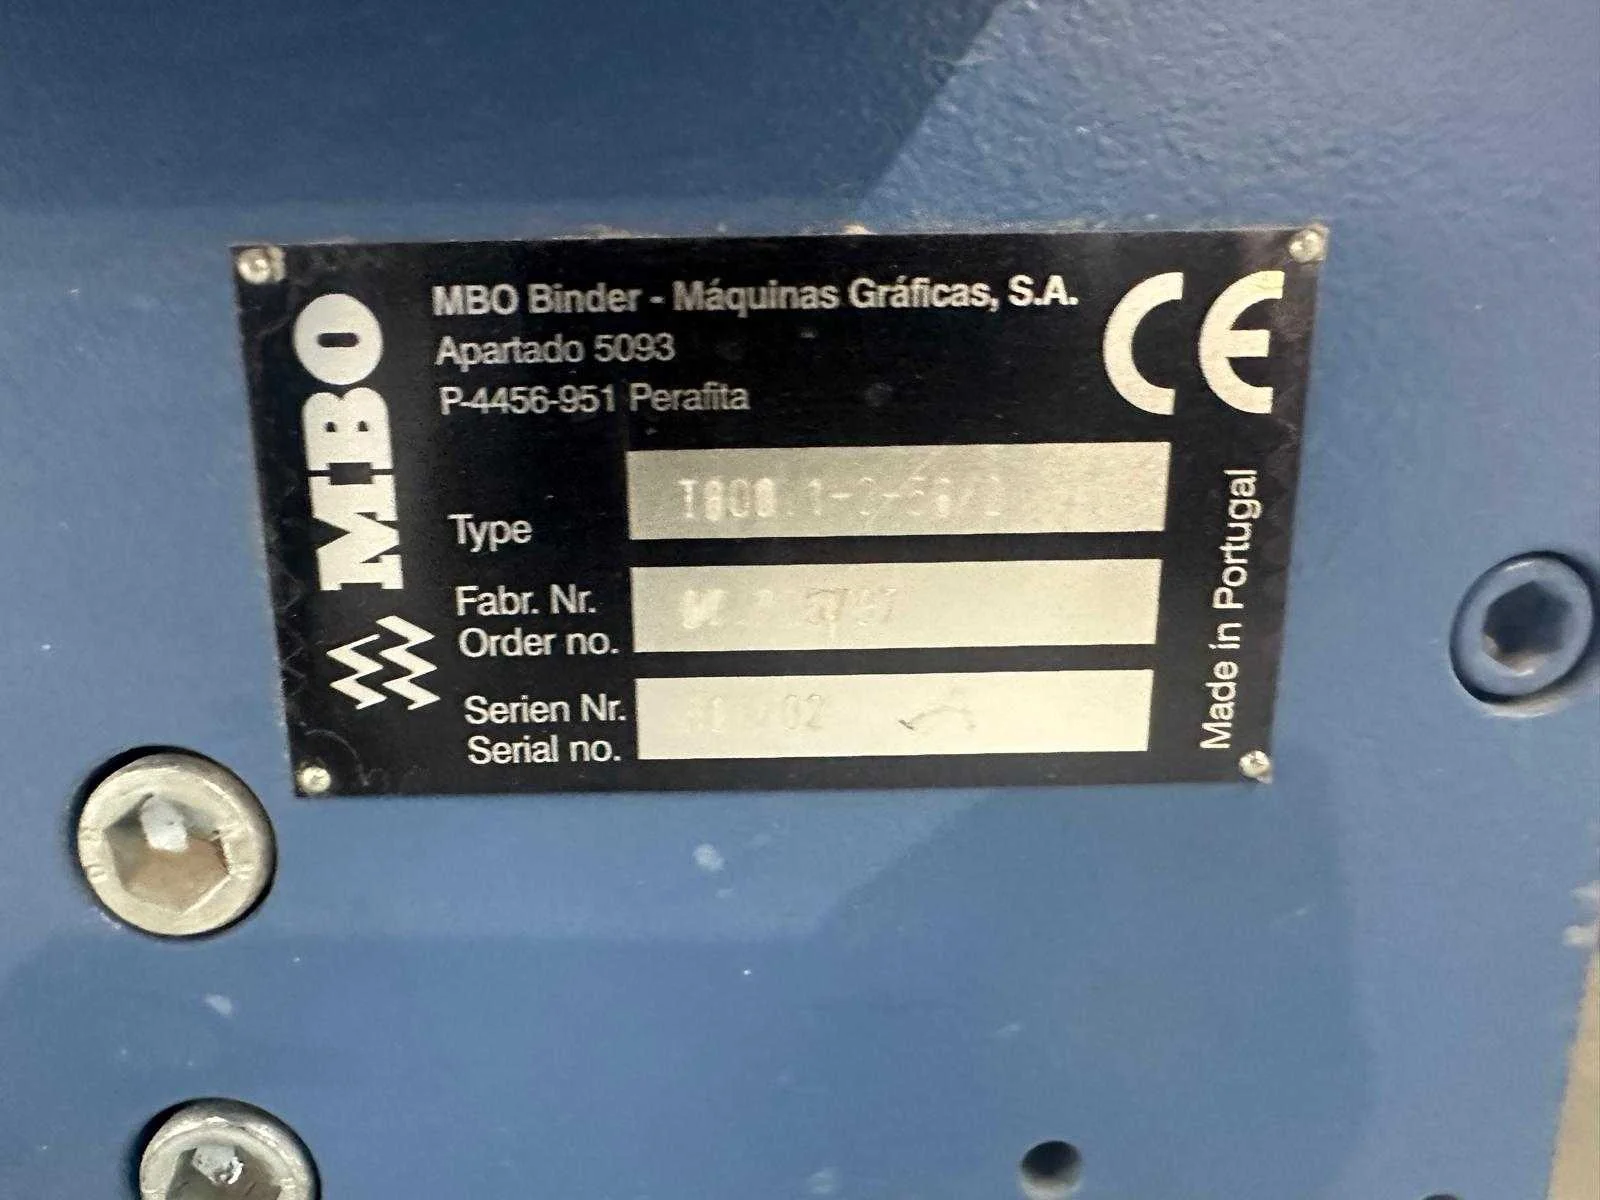 MBO
MBO Binder - Máquinas Gráficas, S.A.
Apartado 5093
P-4456-951 Perafita
CE
Type
Fabr. Nr.
Order no.
Serien Nr.
Serial no.
Made in Portugal